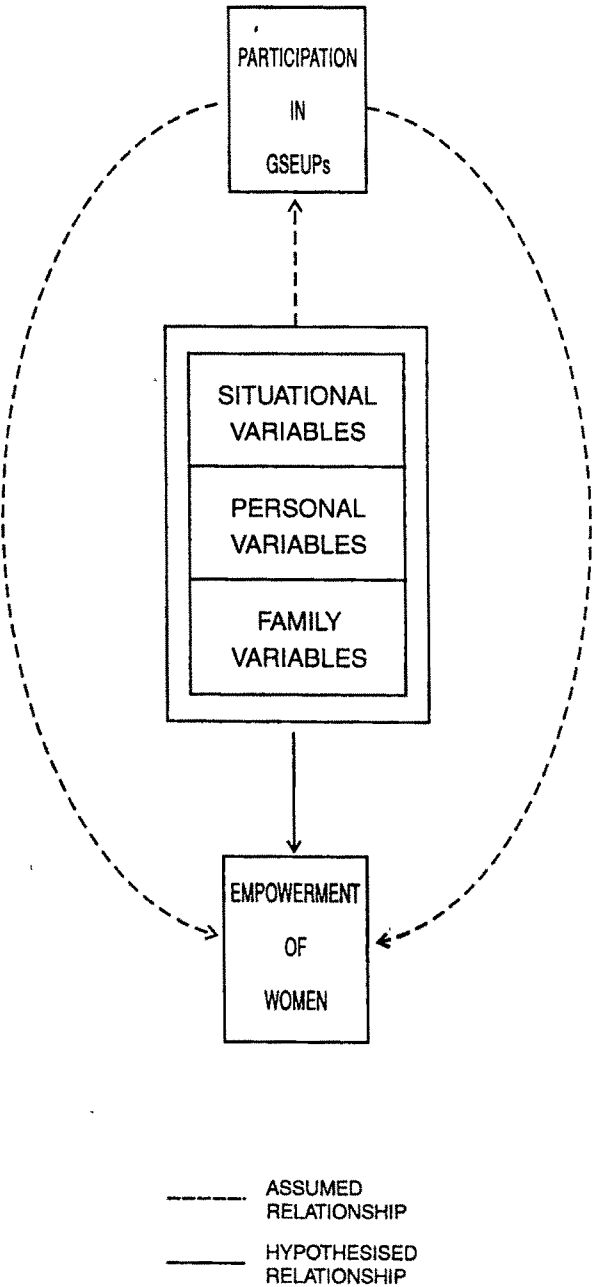 PARTICIPATION
IN
GSEUPs
SITUATIONAL
VARIABLES
PERSONAL
VARIABLES
FAMILY
VARIABLES
EMPOWERMENT
OF
WOMEN
ASSUMED
RELATIONSHIP
HYPOTHESISED
RELATIONSHIP